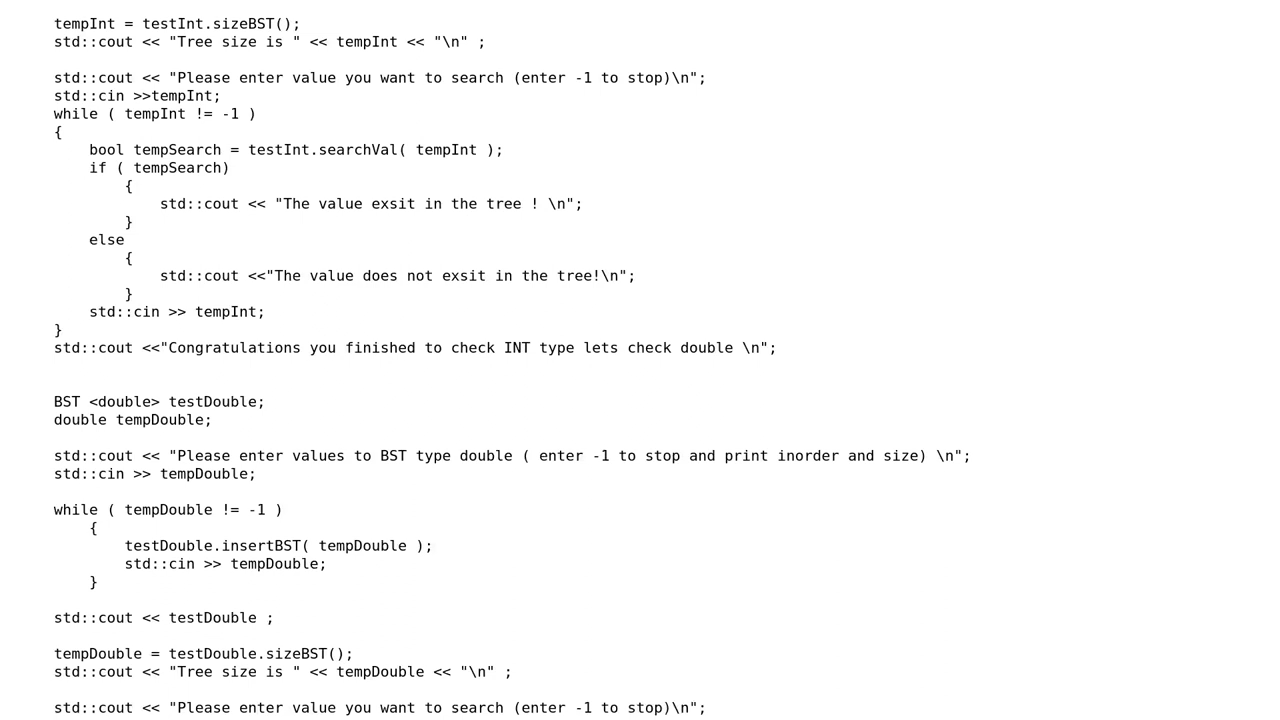 tempInt = testInt.sizeBST();
std::cout << "Tree size is " << tempInt << "\n" ;
std::cout << "Please enter value you want to search (enter -1 to stop)\n";
std::cin >>tempInt;
while ( tempInt != -1 )
{
bool tempSearch = testInt.searchVal( tempInt );
if ( tempSearch)
{
std::cout << "The value exsit in the tree ! \n";
}
else
{
std::cout <<"The value does not exsit in the tree!\n";
}
std::cin >> tempInt;
}
std::cout <<"Congratulations you finished to check INT type lets check double \n";
BST <double> testDouble;
double tempDouble;
std::cout << "Please enter values to BST type double ( enter -1 to stop and print inorder and size) \n";
std::cin >> tempDouble;
while ( tempDouble != -1 )
{
testDouble.insertBST( tempDouble );
std::cin >> tempDouble;
}
std::cout << testDouble ;
tempDouble = testDouble.sizeBST();
std::cout << "Tree size is " << tempDouble << "\n" ;
std::cout << "Please enter value you want to search (enter -1 to stop)\n";